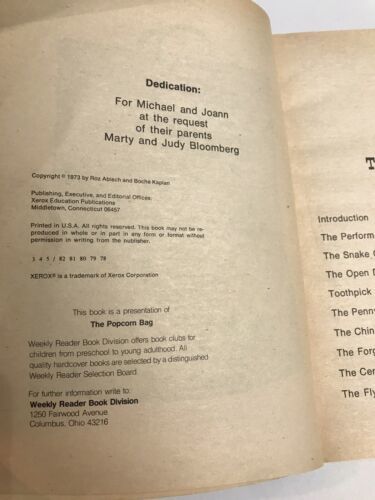 Dedication:
For Michael and Joann
at the request
of their parents
Marty and Judy Bloomberg
Copyright © 1973 by Roz Abisch and Boche Kaplan
Publishing, Executive, and Editorial Offices:
Xerox Education Publications
Middletown, Connecticut 06457
Printed in U.S.A. All rights reserved. This book may not be re-
produced in whole or in part in any form or format without
permission in writing from the publisher.
3 4 5 / 82 81 80 79 78
XEROX® is a trademark of Xerox Corporation
This book is a presentation of
The Popcorn Bag
Weekly Reader Book Division offers book clubs for
children from preschool to young adulthood. All
quality hardcover books are selected by a distinguished
Weekly Reader Selection Board.
For further information write to:
Weekly Reader Book Division
1250 Fairwood Avenue
Columbus, Ohio 43216
T
Introduction
The Perform
The Snake
The Open
Toothpick
The Penn
The Chin
The Forg
The Cer
The Fly